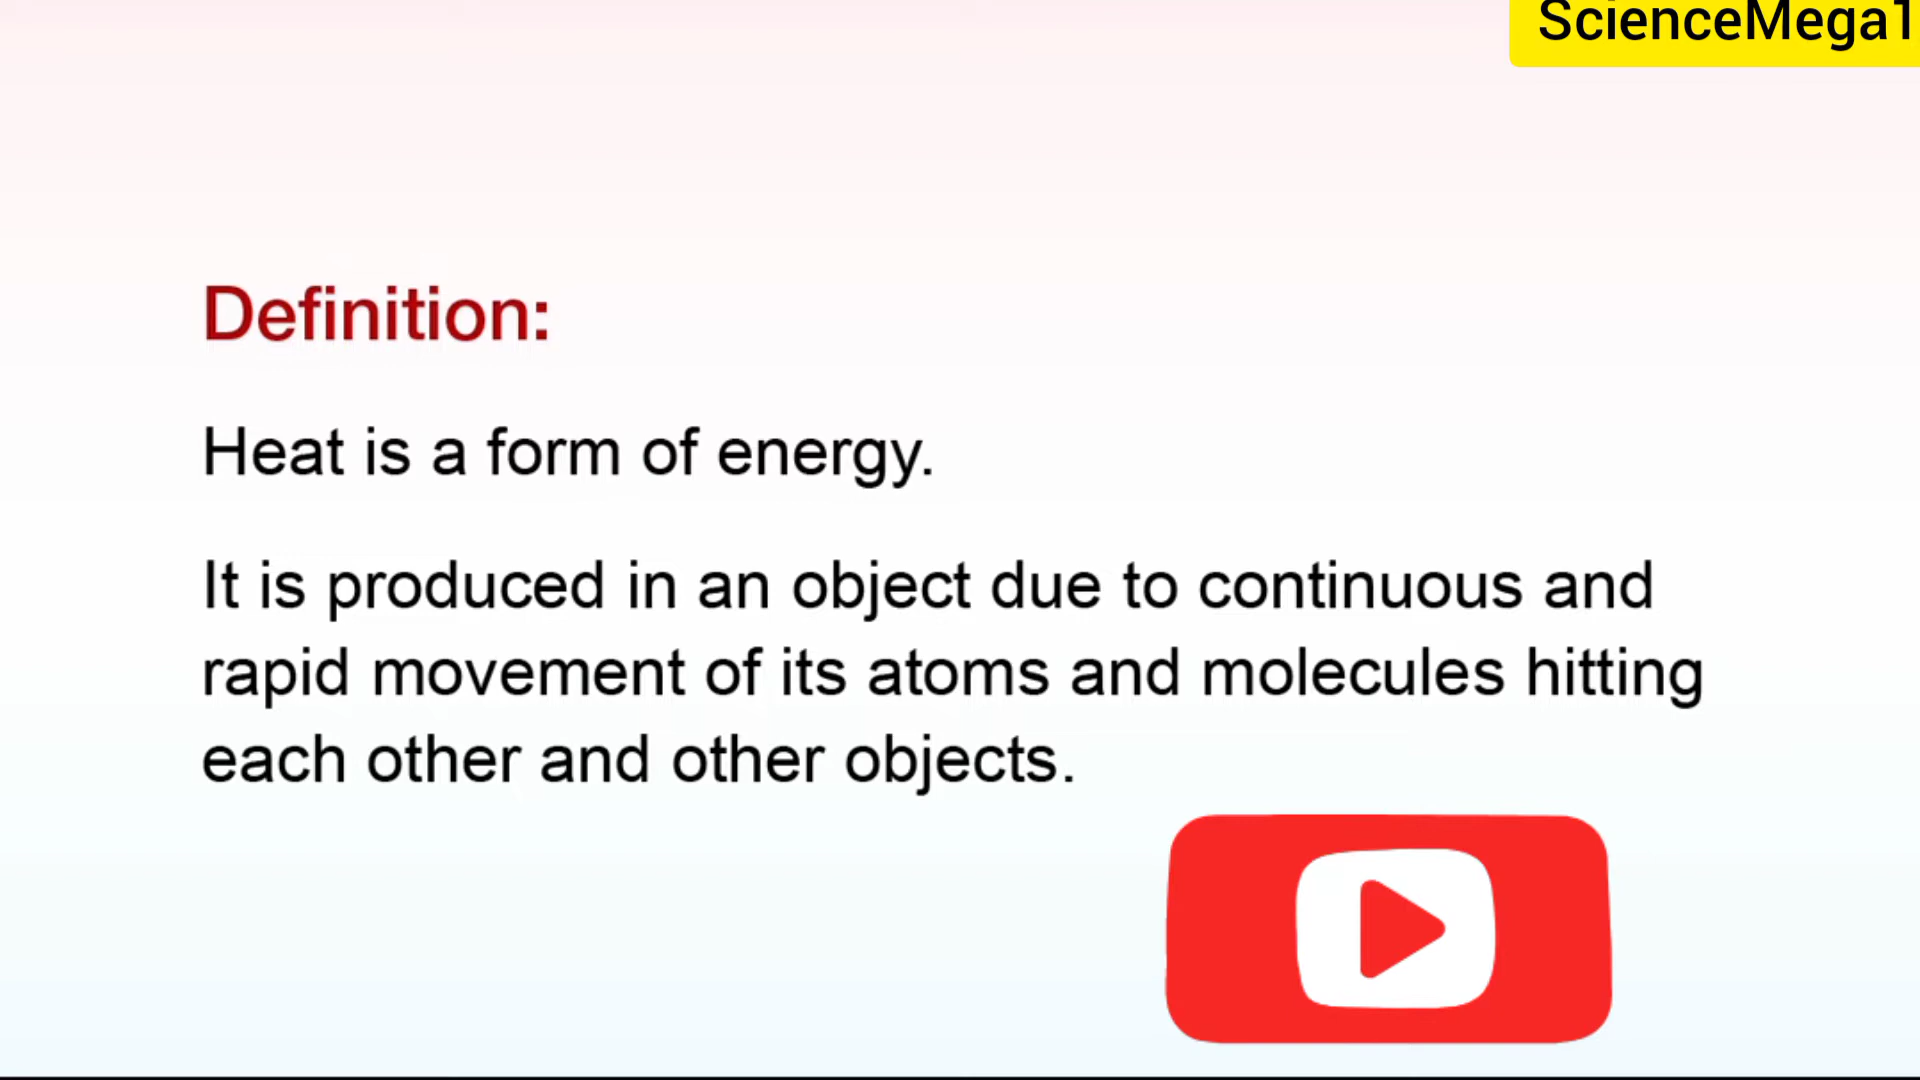 ScienceMega1
Definition:
Heat is a form of energy.
It is produced in an object due to continuous and
rapid movement of its atoms and molecules hitting
each other and other objects.